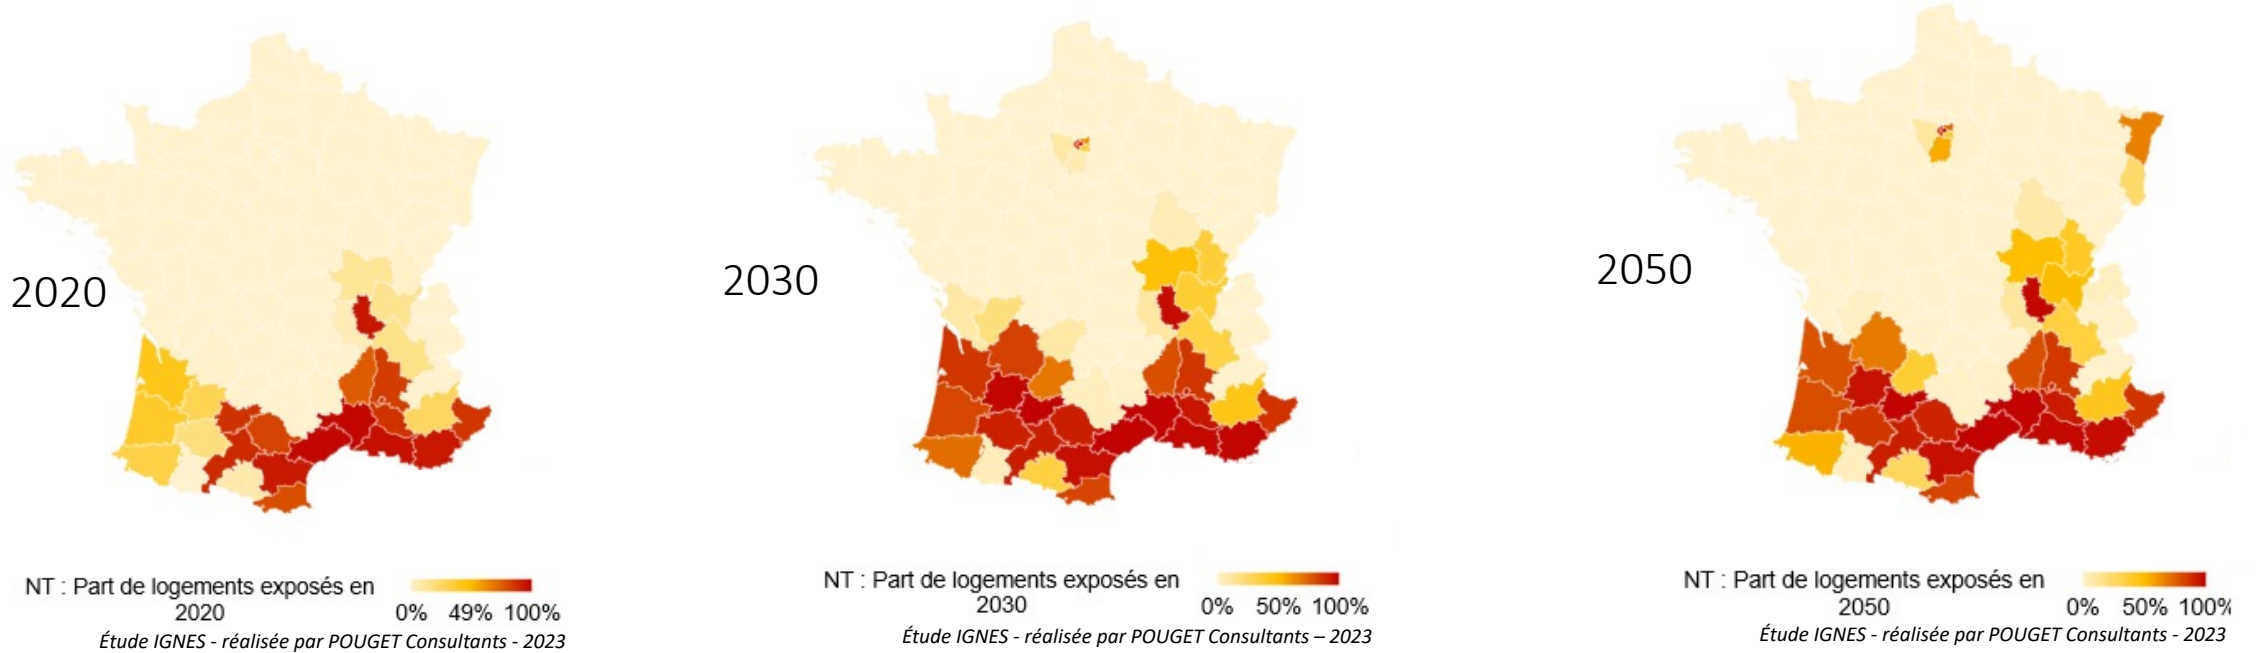 2020
NT : Part de logements exposés en
2020
0% 49% 100%
Étude IGNES - réalisée par POUGET Consultants - 2023
2030
NT : Part de logements exposés en
2030
0% 50% 100%
Étude IGNES - réalisée par POUGET Consultants – 2023
2050
NT : Part de logements exposés en
2050
0% 50% 100%
Étude IGNES - réalisée par POUGET Consultants - 2023